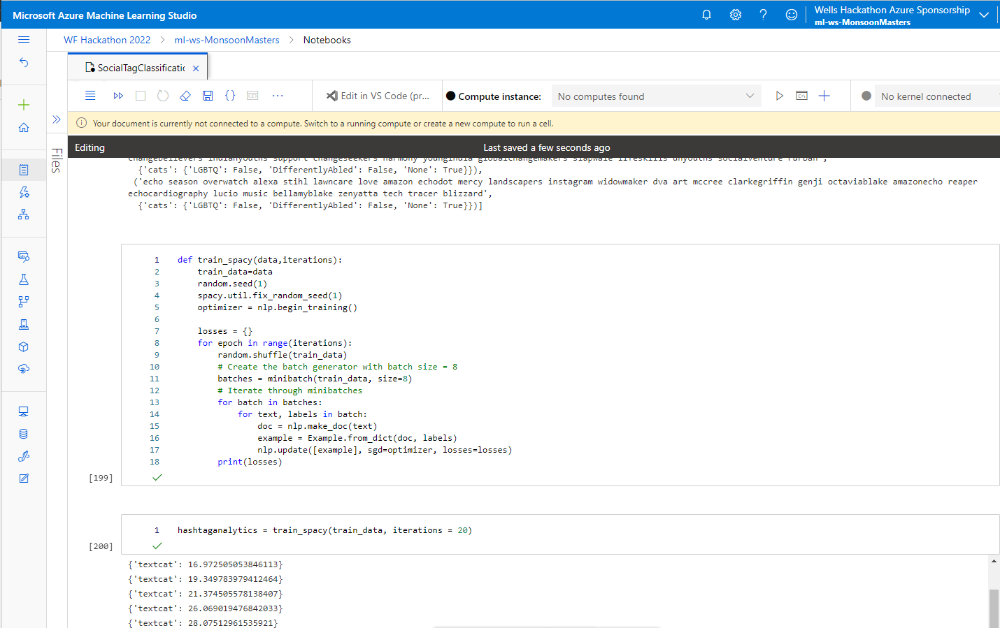 Microsoft Azure Machine Learning Studio
Wells Hackathon Azure Sponsorship
ml-ws-MonsoonMasters
WF Hackathon 2022 > ml-ws-MonsoonMasters > Notebooks
SocialTagClassificatic
Edit in VS Code (pr...
Compute instance:
No computes found
No kernel connected
Your document is currently not connected to a compute. Switch to a running compute or create a new compute to run a cell.
Files
Editing
Last saved a few seconds ago
changebelievers indianyouths support changeseekers harmony youngindia globalchangemakers slapwale lifeskills unyouths socialventure rurban',
{'cats': {'LGBTQ': False, 'DifferentlyAbled': False, 'None': True}}),
('echo season overwatch alexa stihl lawncare love amazon echodot mercy landscapers instagram widowmaker dva art mccree clarkegriffin genji octaviablake amazonecho reaper
echocardiography lucio music bellamyblake zenyatta tech tracer blizzard',
{'cats': {'LGBTQ': False, 'DifferentlyAbled': False, 'None': True}})]
1 def train_spacy(data,iterations):
2 train_data=data
3 random.seed(1)
4 spacy.util.fix_random_seed(1)
5 optimizer = nlp.begin_training()
6
7 losses = {}
8 for epoch in range(iterations):
9 random.shuffle(train_data)
10 # Create the batch generator with batch size = 8
11 batches = minibatch(train_data, size=8)
12 # Iterate through minibatches
13 for batch in batches:
14 for text, labels in batch:
15 doc = nlp.make_doc(text)
16 example = Example.from_dict(doc, labels)
17 nlp.update([example], sgd=optimizer, losses=losses)
18 print(losses)
[199]
1 hashtaganalytics = train_spacy(train_data, iterations = 20)
[200]
{'textcat': 16.972505053846113}
{'textcat': 19.349783979412464}
{'textcat': 21.374505578138407}
{'textcat': 26.069019476842033}
{'textcat': 28.07512961535921}